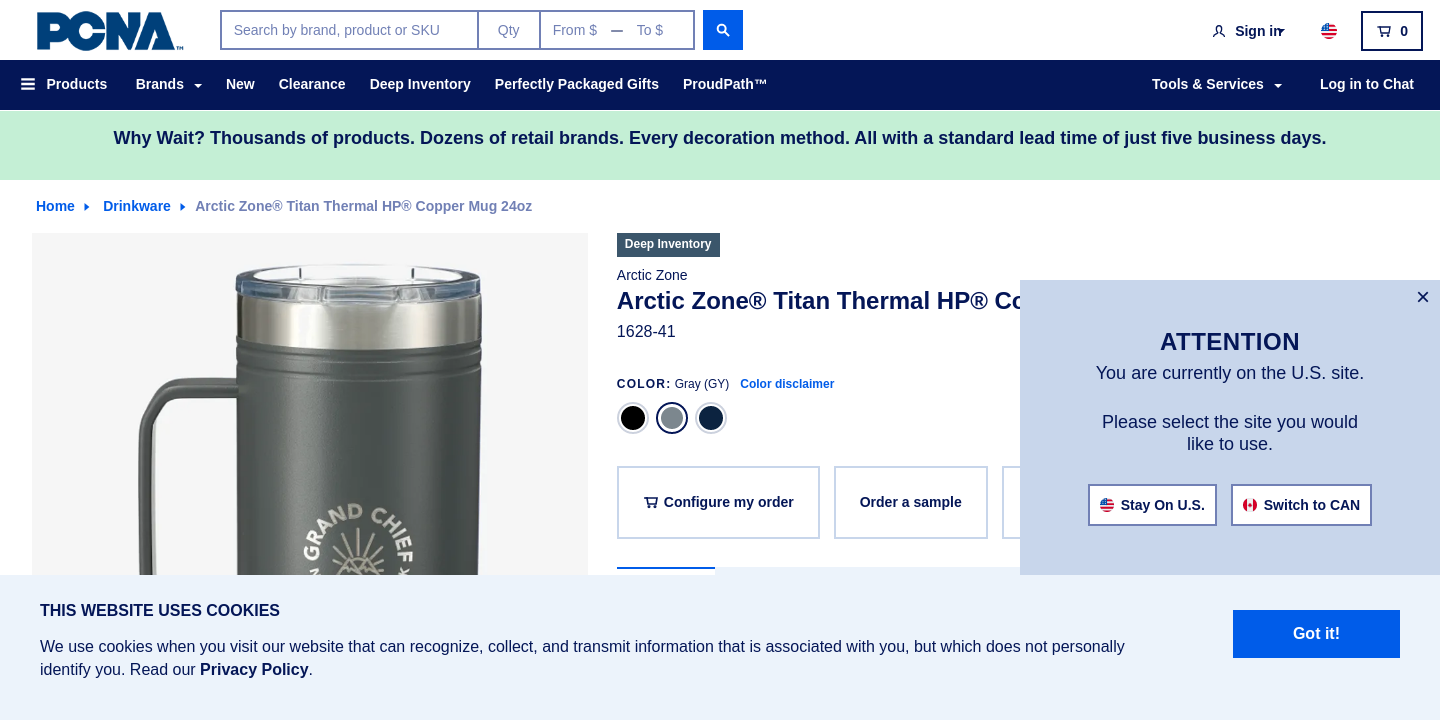 PCNA™
Search by brand, product or SKU
Qty
From $ — To $
Sign in
0
Products
Brands
New
Clearance
Deep Inventory
Perfectly Packaged Gifts
ProudPath™
Tools & Services
Log in to Chat
Why Wait? Thousands of products. Dozens of retail brands. Every decoration method. All with a standard lead time of just five business days.
Home
Drinkware
Arctic Zone® Titan Thermal HP® Copper Mug 24oz
GRAND CHIEF
Deep Inventory
Arctic Zone
Arctic Zone® Titan Thermal HP® Co
1628-41
COLOR: Gray (GY) Color disclaimer
Configure my order
Order a sample
×
ATTENTION
You are currently on the U.S. site.
Please select the site you would
like to use.
Stay On U.S.
Switch to CAN
THIS WEBSITE USES COOKIES
We use cookies when you visit our website that can recognize, collect, and transmit information that is associated with you, but which does not personally
identify you. Read our Privacy Policy.
Got it!